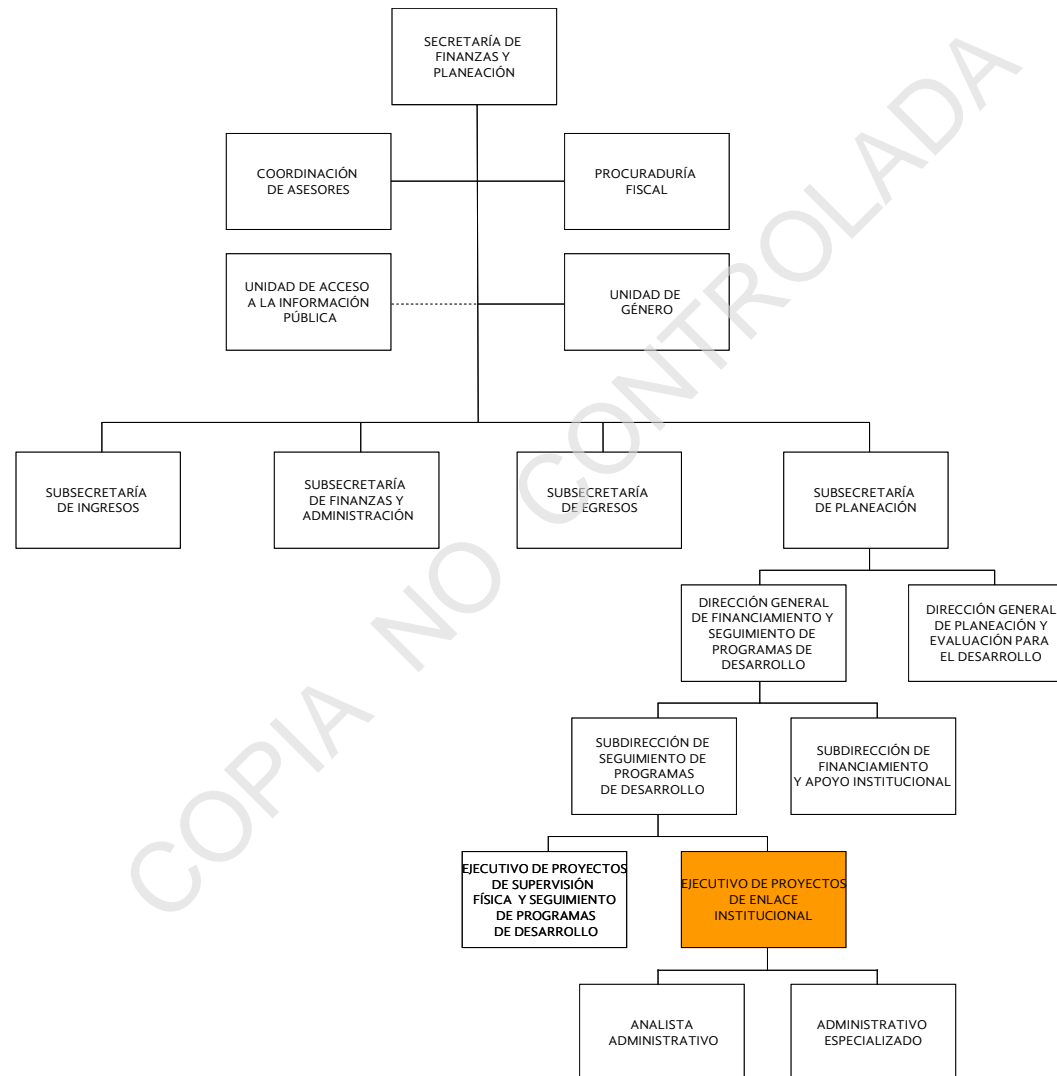 SECRETARÍA DE
FINANZAS Y
PLANEACIÓN
COORDINACIÓN
DE ASESORES
PROCURADURÍA
FISCAL
UNIDAD DE ACCESO
A LA INFORMACIÓN
PÚBLICA
UNIDAD DE
GÉNERO
SUBSECRETARÍA
DE INGRESOS
SUBSECRETARÍA
DE FINANZAS Y
ADMINISTRACIÓN
SUBSECRETARÍA
DE EGRESOS
SUBSECRETARÍA
DE PLANEACIÓN
DIRECCIÓN GENERAL
DE FINANCIAMIENTO Y
SEGUIMIENTO DE
PROGRAMAS DE
DESARROLLO
DIRECCIÓN GENERAL
DE PLANEACIÓN Y
EVALUACIÓN PARA
EL DESARROLLO
SUBDIRECCIÓN DE
SEGUIMIENTO DE
PROGRAMAS
DE DESARROLLO
SUBDIRECCIÓN DE
FINANCIAMIENTO
Y APOYO INSTITUCIONAL
EJECUTIVO DE PROYECTOS
DE SUPERVISIÓN
FÍSICA Y SEGUIMIENTO
DE PROGRAMAS
DE DESARROLLO
EJECUTIVO DE PROYECTOS
DE ENLACE
INSTITUCIONAL
ANALISTA
ADMINISTRATIVO
ADMINISTRATIVO
ESPECIALIZADO
COPIA NO CONTROLADA